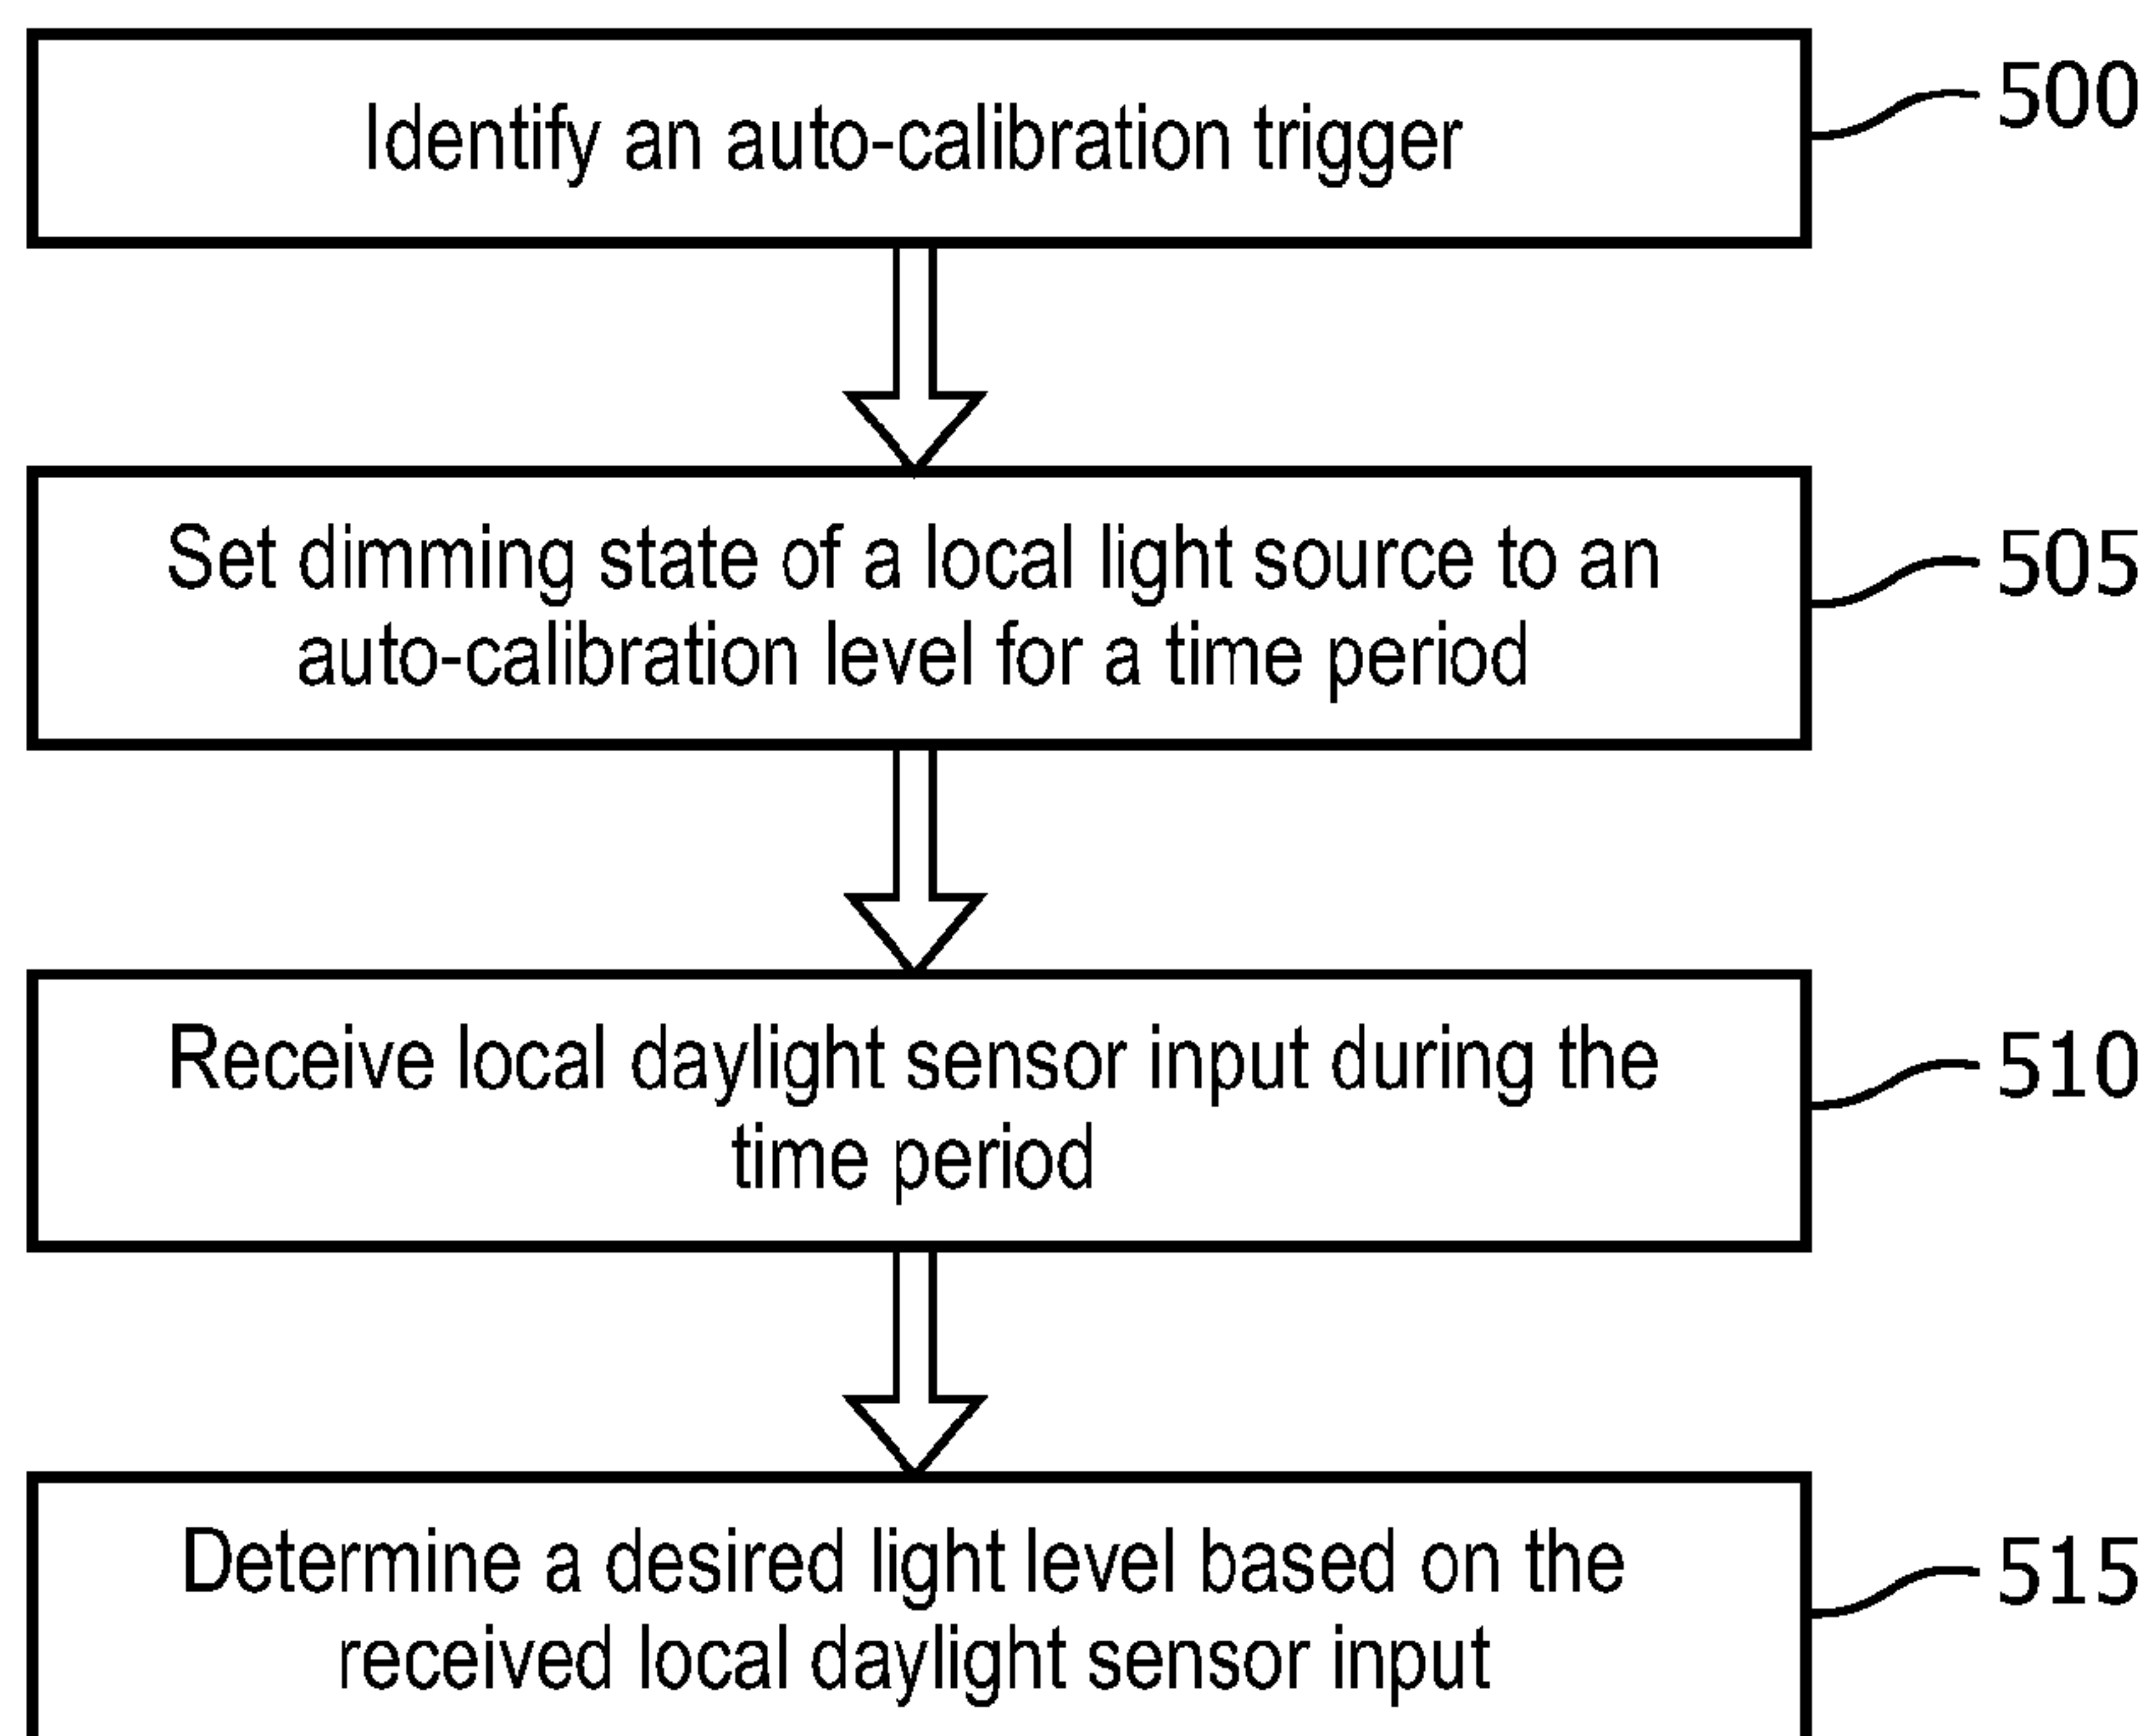 Identify an auto-calibration trigger
500
Set dimming state of a local light source to an
auto-calibration level for a time period
505
Receive local daylight sensor input during the
time period
510
Determine a desired light level based on the
received local daylight sensor input
515